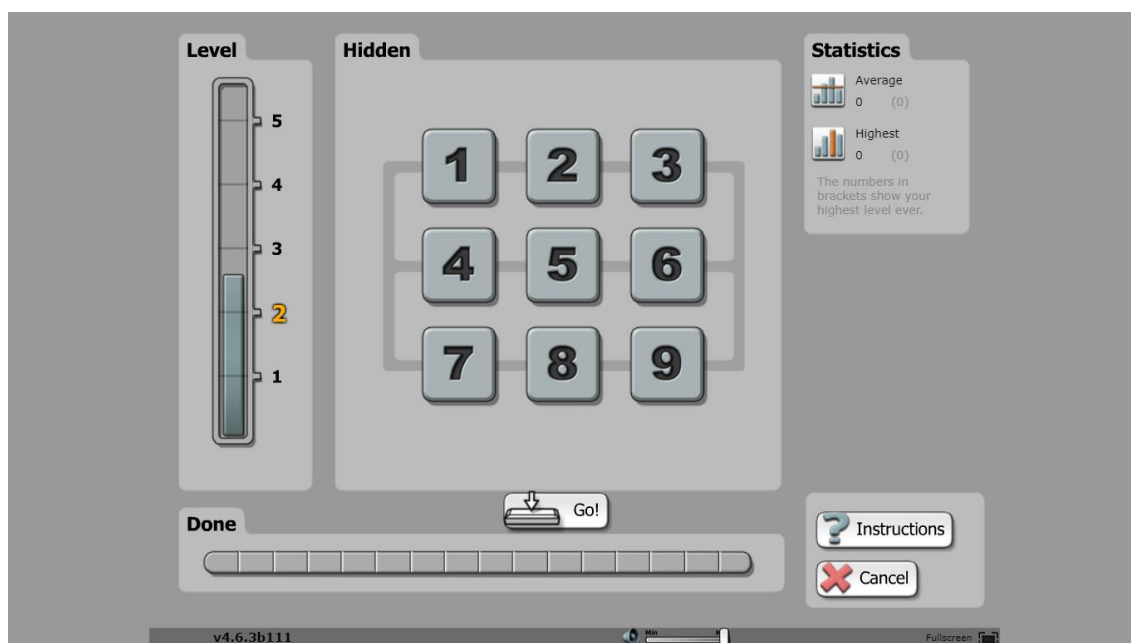 Level
Hidden
Statistics
5
4
3
2
1
1 2 3
4 5 6
7 8 9
Average
0 (0)
Highest
0 (0)
The numbers in
brackets show your
highest level ever.
Go!
Done
Instructions
Cancel
v4.6.3b111
Min
Fullscreen